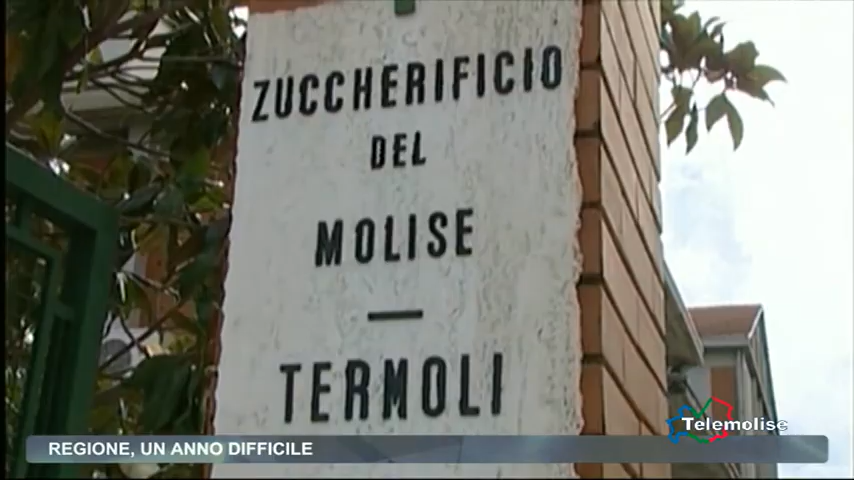 ZUCCHERIFICIO
DEL
MOLISE
—
TERMOLI
Telemolise
REGIONE, UN ANNO DIFFICILE